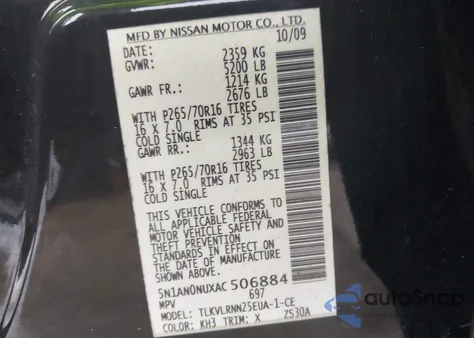 MFD BY NISSAN MOTOR CO., LTD.
DATE: 10/09
GVWR: 2359 KG
5200 LB
GAWR FR.: 1214 KG
2676 LB
WITH P265/70R16 TIRES
16 X 7.0 RIMS AT 35 PSI
COLD SINGLE
GAWR RR.: 1344 KG
2963 LB
WITH P265/70R16 TIRES
16 X 7.0 RIMS AT 35 PSI
COLD SINGLE
THIS VEHICLE CONFORMS TO
ALL APPLICABLE FEDERAL
MOTOR VEHICLE SAFETY AND
THEFT PREVENTION
STANDARDS IN EFFECT ON
THE DATE OF MANUFACTURE
SHOWN ABOVE.
5N1AN0NUXAC506884
MPV 697
MODEL: TLKVLRNN25EUA-1-CE
COLOR: KH3 TRIM: X 2S30A
autoSnap